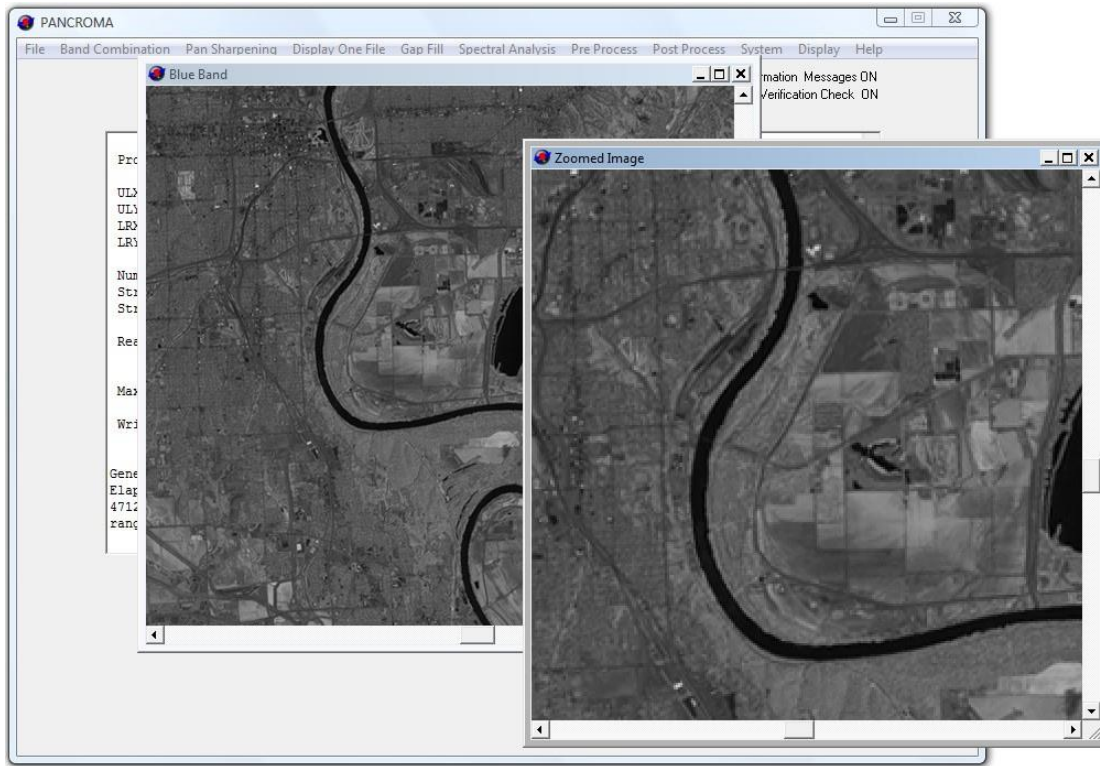 PANCROMA
File Band Combination Pan Sharpening Display One File Gap Fill Spectral Analysis Pre Process Post Process System Display Help
Blue Band
rmation Messages ON
Verification Check ON
Zoomed Image
Pro
ULX
ULY
LRX
LRY
Num
Str
Str
Rea
Max
Wri
Gene
Elap
4712
rang